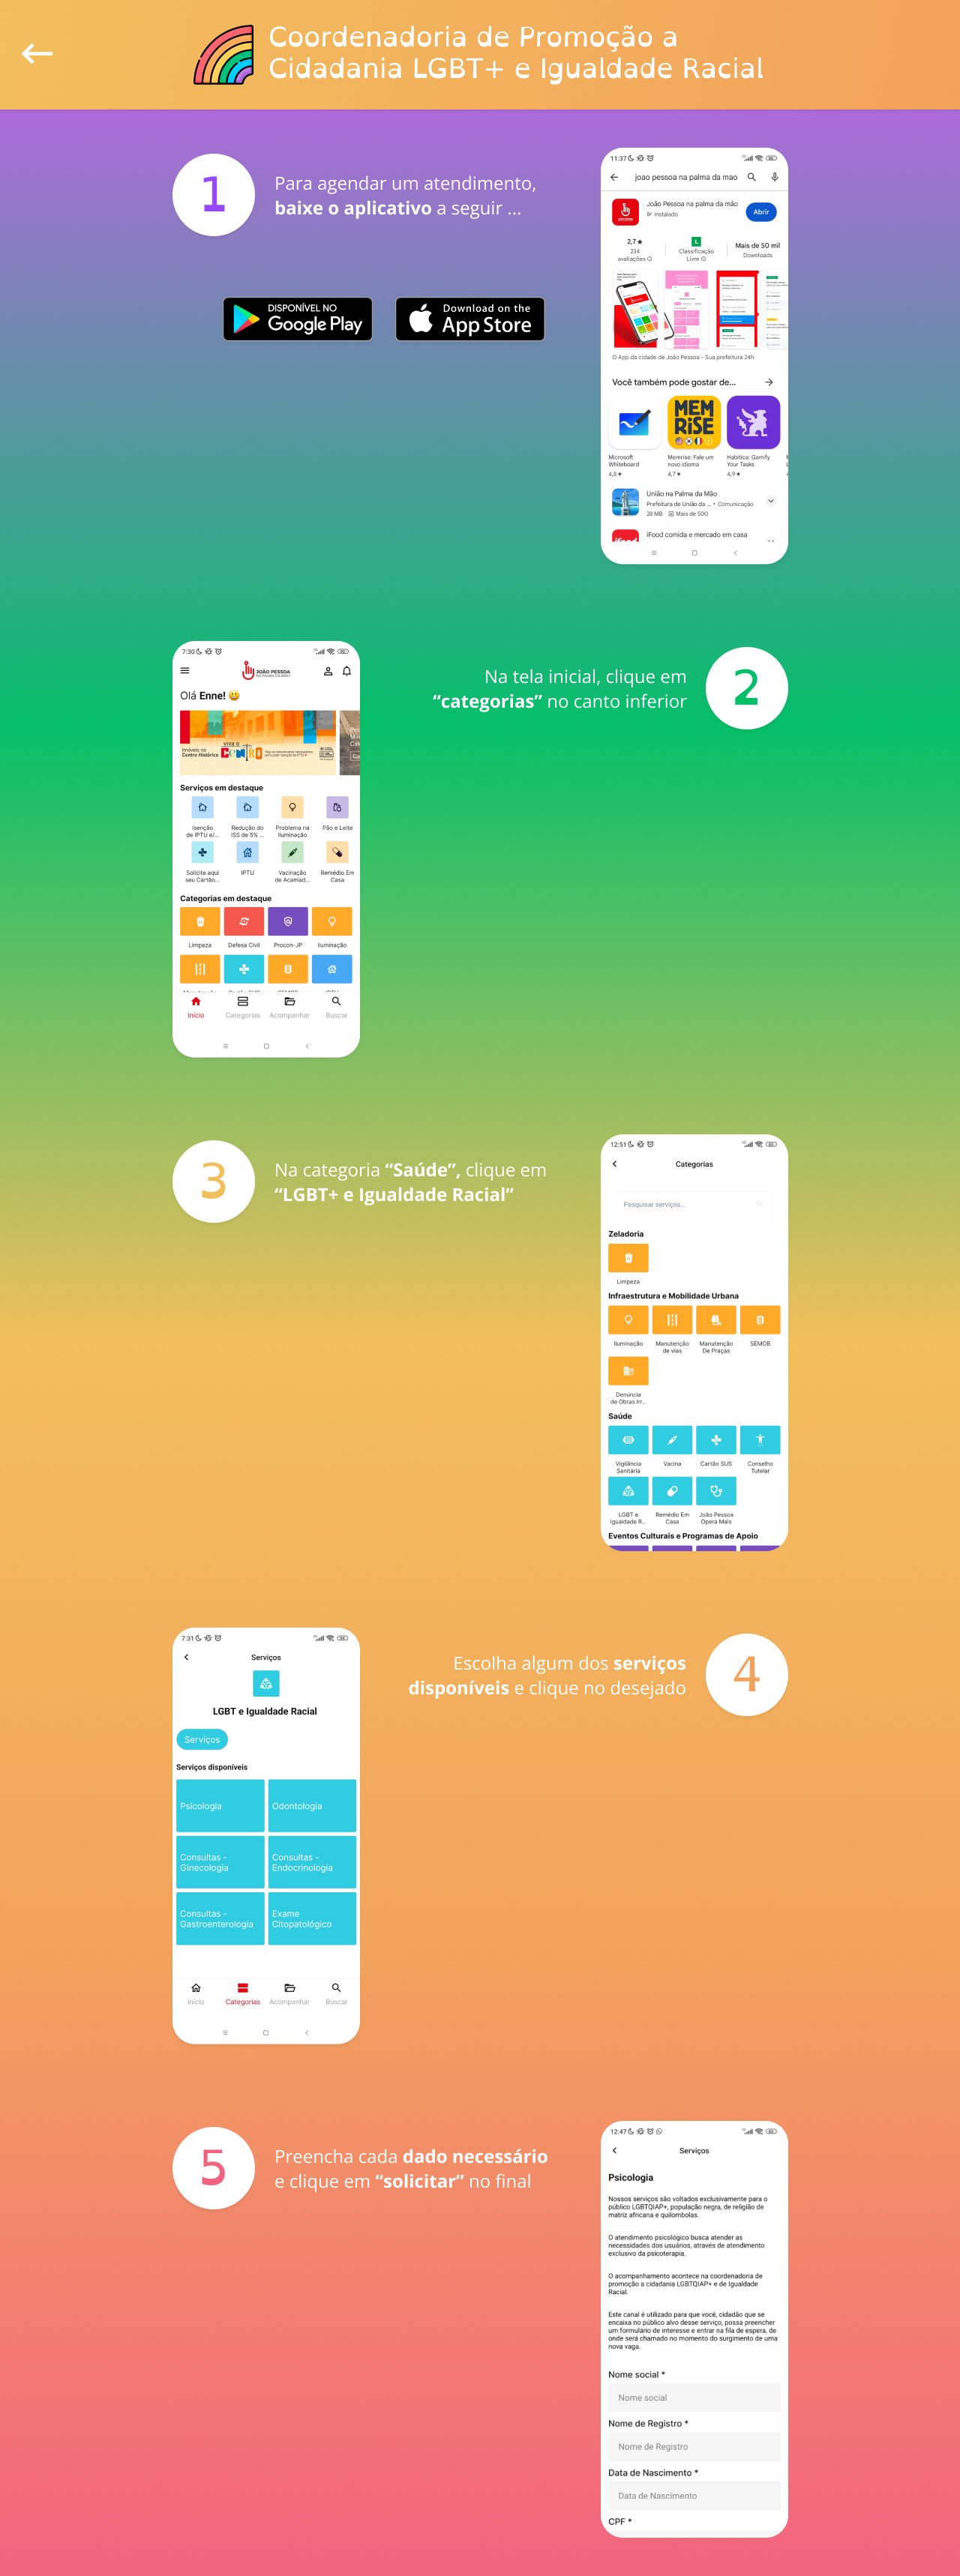 Coordenadoria de Promoção a
Cidadania LGBT+ e Igualdade Racial
1
Para agendar um atendimento,
baixe o aplicativo a seguir ...
DISPONÍVEL NO
Google Play
Download on the
App Store
11:37
joao pessoa na palma da mao
João Pessoa na palma da mão
Instalado
Abrir
2,7★
234
avaliações
L
Classificação
Livre
Mais de 50 mil
Downloads
O App da cidade de João Pessoa - Sua prefeitura 24h
Você também pode gostar de...
MEM
RiSE
Microsoft
Whiteboard
4,8★
Memrise: Fale um
novo idioma
4,7★
Habitica: Gamify
Your Tasks
4,9★
União na Palma da Mão
Prefeitura de União da ... • Comunicação
28 MB Mais de 500
iFood comida e mercado em casa
2
Na tela inicial, clique em
“categorias” no canto inferior
7:30
JOÃO PESSOA
NA PALMA DA MÃO
Olá Enne! 😃
Imóveis no
Centro Histórico
VIVA O
CENTRO
Serviços em destaque
Isenção
de IPTU e/...
Redução do
ISS de 5% ...
Problema na
Iluminação
Pão e Leite
Solicite aqui
seu Cartão...
IPTU
Vacinação
de Acamad...
Remédio Em
Casa
Categorias em destaque
Limpeza
Defesa Civil
Procon-JP
Iluminação
Início
Categorias
Acompanhar
Buscar
3
Na categoria “Saúde”, clique em
“LGBT+ e Igualdade Racial”
12:51
Categorias
Pesquisar serviços...
Zeladoria
Limpeza
Infraestrutura e Mobilidade Urbana
Iluminação
Manutenção
de vias
Manutenção
De Praças
SEMOB
Denúncia
de Obras Irr...
Saúde
Vigilância
Sanitária
Vacina
Cartão SUS
Conselho
Tutelar
LGBT e
Igualdade R...
Remédio Em
Casa
João Pessoa
Opera Mais
Eventos Culturais e Programas de Apoio
4
Escolha algum dos serviços
disponíveis e clique no desejado
7:31
Serviços
LGBT e Igualdade Racial
Serviços
Serviços disponíveis
Psicologia
Odontologia
Consultas -
Ginecologia
Consultas -
Endocrinologia
Consultas -
Gastroenterologia
Exame
Citopatológico
Início
Categorias
Acompanhar
Buscar
5
Preencha cada dado necessário
e clique em “solicitar” no final
12:47
Serviços
Psicologia
Nossos serviços são voltados exclusivamente para o
público LGBTQIAP+, população negra, de religião de
matriz africana e quilombolas.
O atendimento psicológico busca atender as
necessidades dos usuários, através de atendimento
exclusivo da psicoterapia.
O acompanhamento acontece na coordenadoria de
promoção a cidadania LGBTQIAP+ e de Igualdade
Racial.
Este canal é utilizado para que você, cidadão que se
encaixa no público alvo desse serviço, possa preencher
um formulário de interesse e entrar na fila de espera, de
onde será chamado no momento do surgimento de uma
nova vaga.
Nome social *
Nome social
Nome de Registro *
Nome de Registro
Data de Nascimento *
Data de Nascimento
CPF *